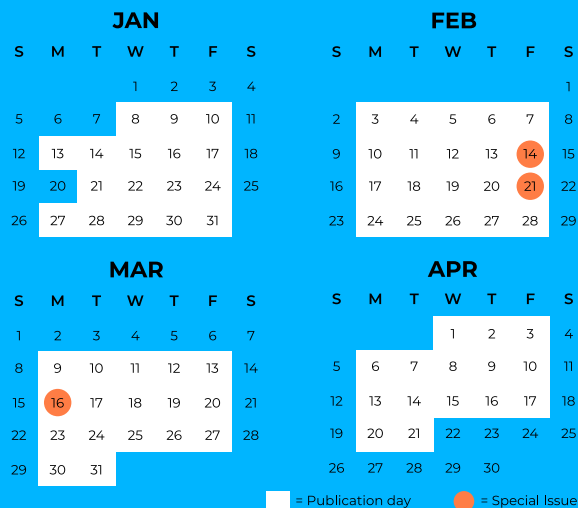 JAN
S M T W T F S
1 2 3 4
5 6 7 8 9 10 11
12 13 14 15 16 17 18
19 20 21 22 23 24 25
26 27 28 29 30 31
FEB
S M T W T F S
1
2 3 4 5 6 7 8
9 10 11 12 13 14 15
16 17 18 19 20 21 22
23 24 25 26 27 28 29
MAR
S M T W T F S
1 2 3 4 5 6 7
8 9 10 11 12 13 14
15 16 17 18 19 20 21
22 23 24 25 26 27 28
29 30 31
APR
S M T W T F S
1 2 3 4
5 6 7 8 9 10 11
12 13 14 15 16 17 18
19 20 21 22 23 24 25
26 27 28 29 30
= Publication day
= Special Issue